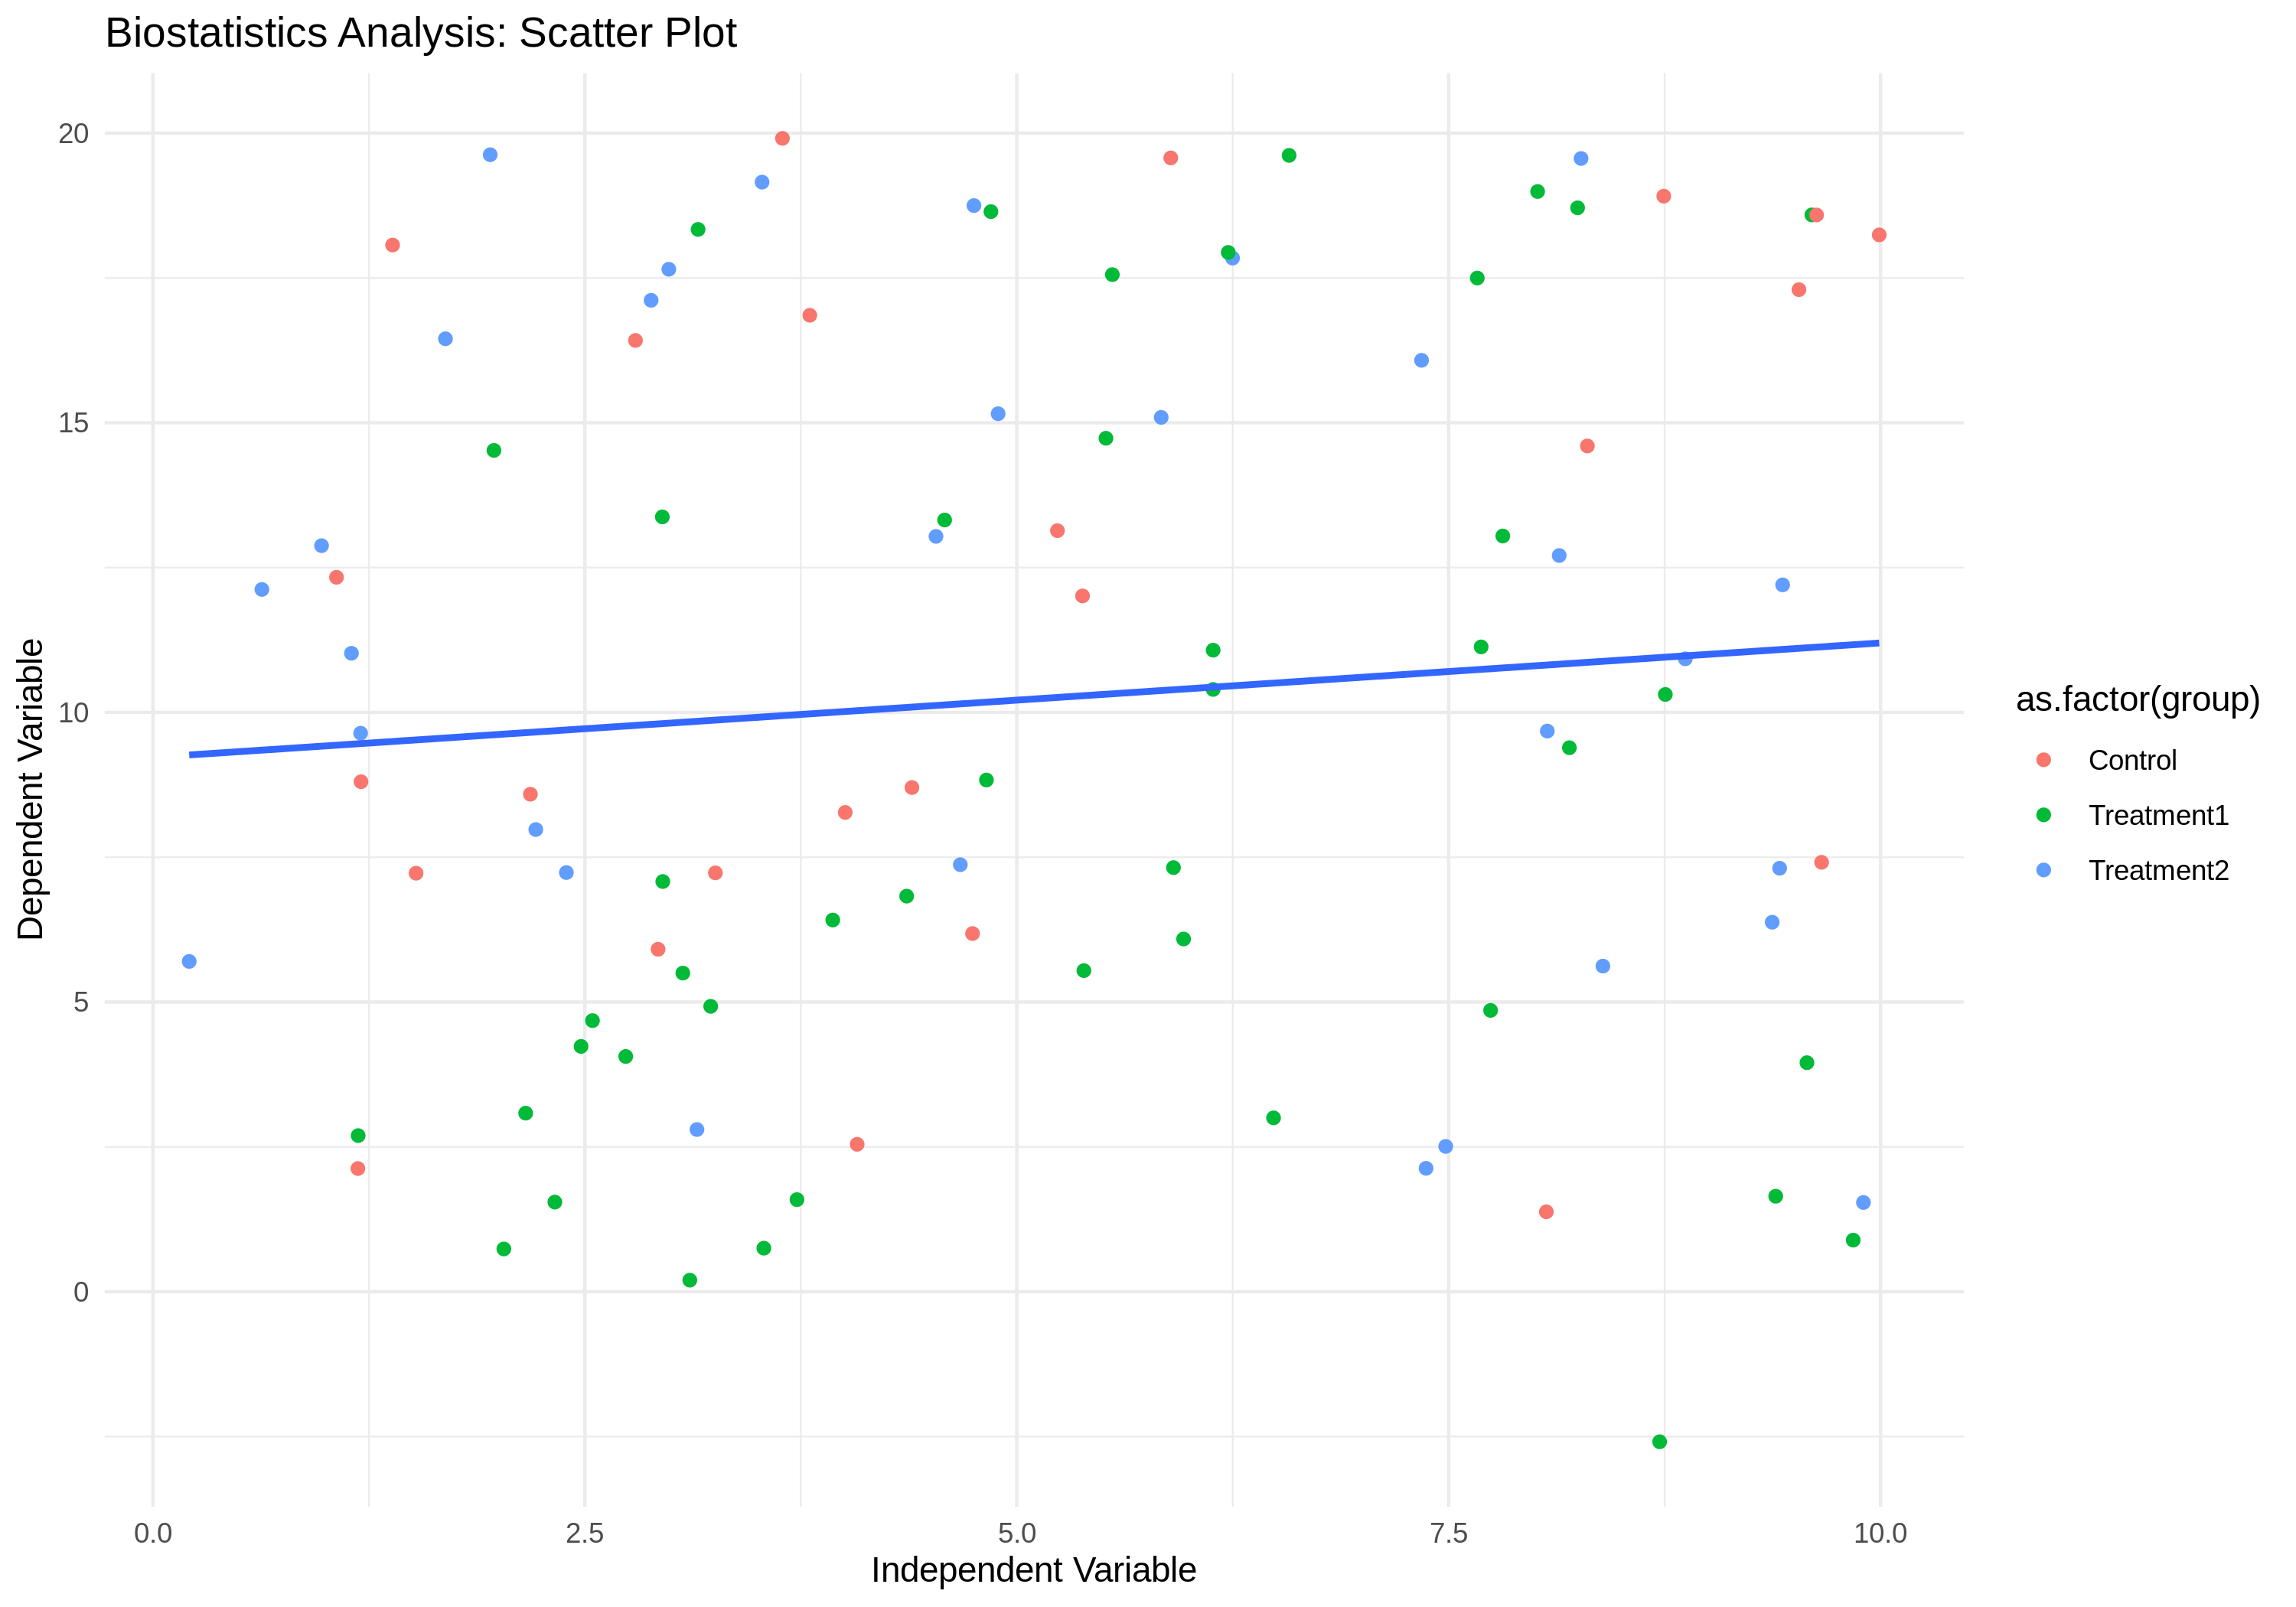 Biostatistics Analysis: Scatter Plot
20
15
10
5
0
Dependent Variable
0.0 2.5 5.0 7.5 10.0
Independent Variable
as.factor(group)
Control
Treatment1
Treatment2